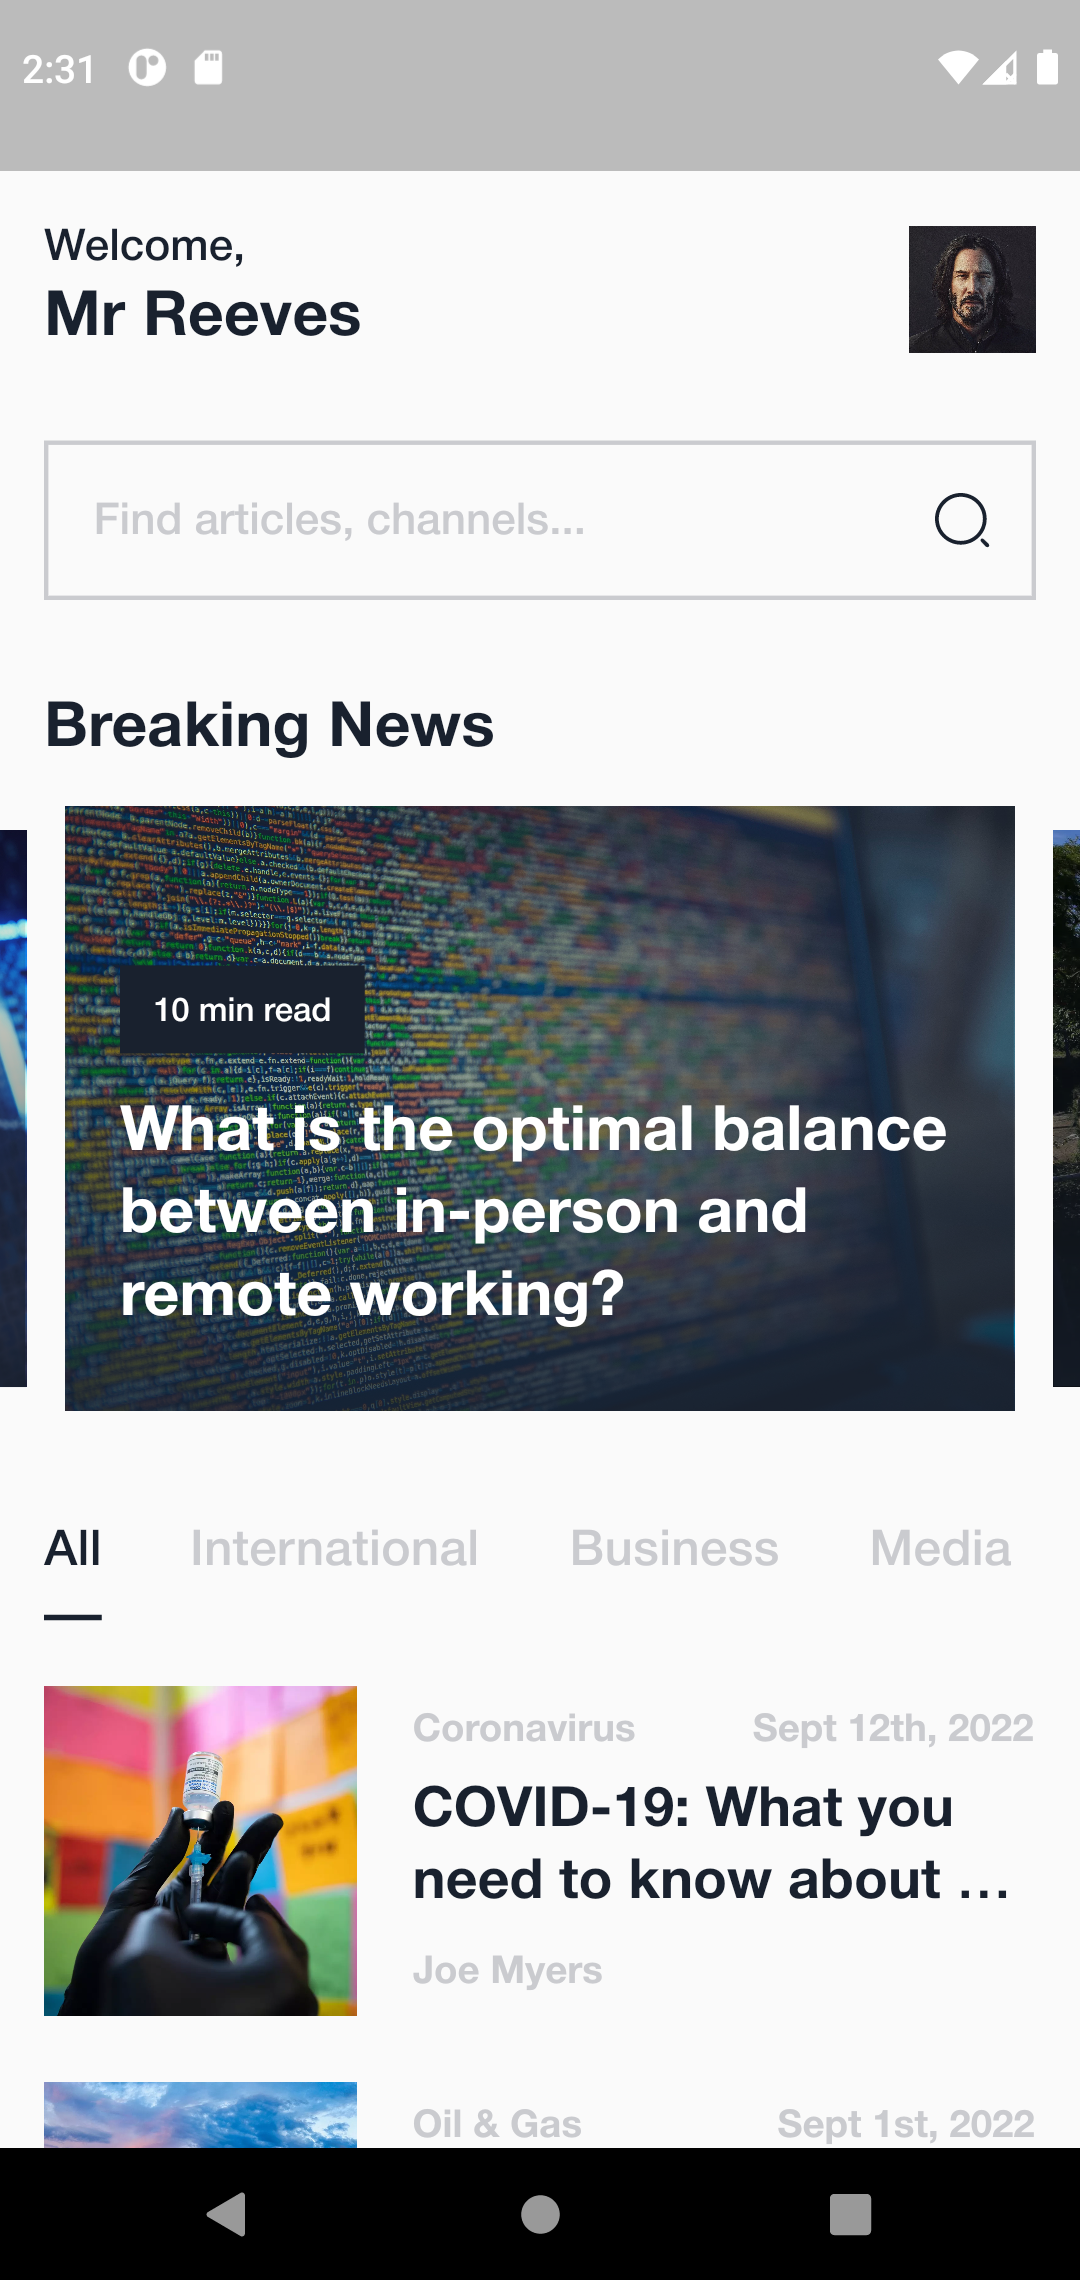 2:31
Welcome,
Mr Reeves
Find articles, channels...
Breaking News
10 min read
What is the optimal balance
between in-person and
remote working?
All International Business Media
Coronavirus Sept 12th, 2022
COVID-19: What you
need to know about ...
Joe Myers
Oil & Gas Sept 1st, 2022